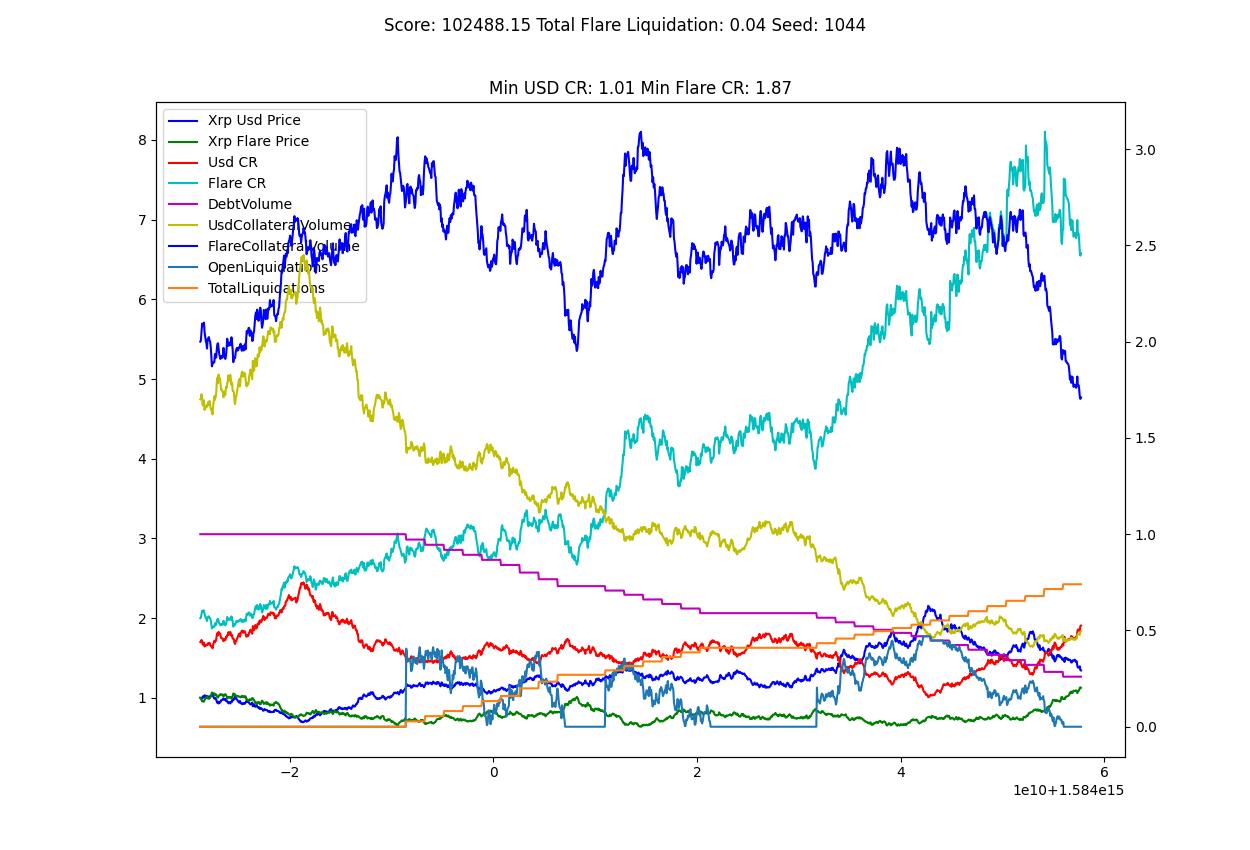 Score: 102488.15 Total Flare Liquidation: 0.04 Seed: 1044
Min USD CR: 1.01 Min Flare CR: 1.87
Xrp Usd Price
Xrp Flare Price
Usd CR
Flare CR
DebtVolume
UsdCollateralVolume
FlareCollateralVolume
OpenLiquidations
TotalLiquidations
8
7
6
5
4
3
2
1
3.0
2.5
2.0
1.5
1.0
0.5
0.0
−2
0
2
4
6
1e10+1.584e15